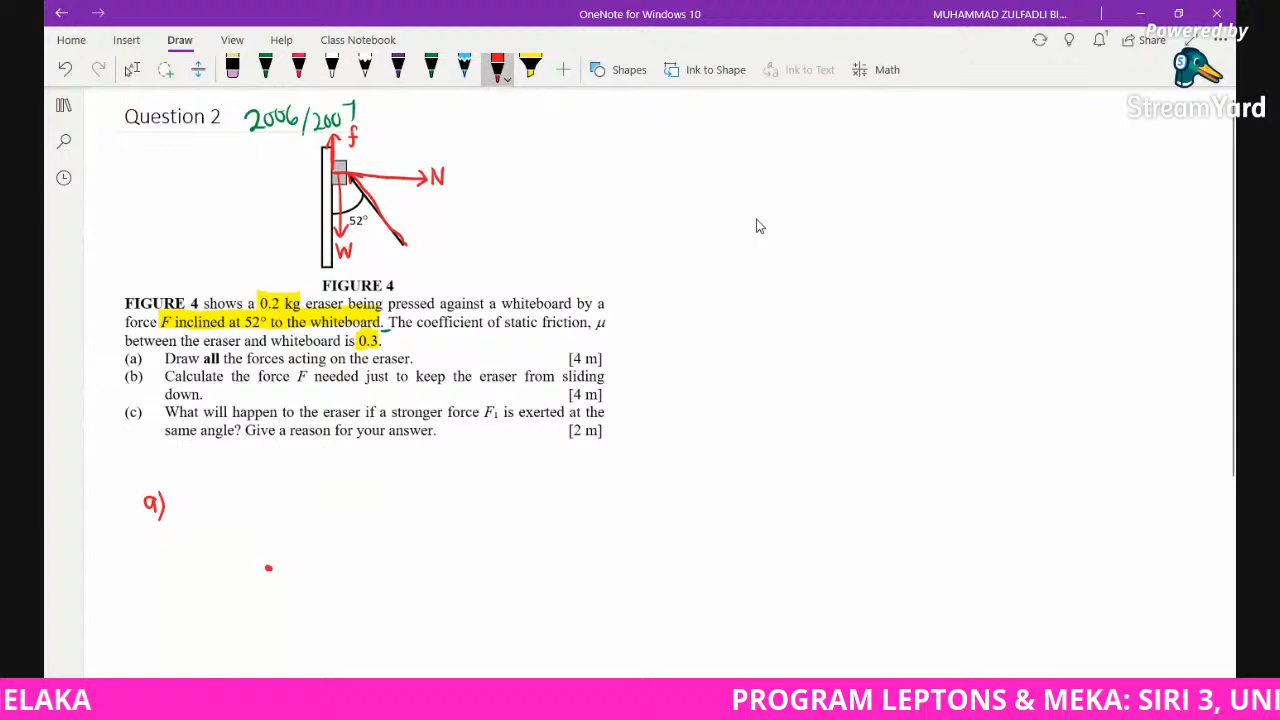 OneNote for Windows 10
MUHAMMAD ZULFADLI BI...
Powered by
Home Insert Draw View Help Class Notebook
Share
Shapes Ink to Shape Ink to Text Math
StreamYard
Question 2 2006/2007
f
N
52°
W
FIGURE 4
FIGURE 4 shows a 0.2 kg eraser being pressed against a whiteboard by a
force F inclined at 52° to the whiteboard. The coefficient of static friction, μ
between the eraser and whiteboard is 0.3.
(a) Draw all the forces acting on the eraser. [4 m]
(b) Calculate the force F needed just to keep the eraser from sliding
down. [4 m]
(c) What will happen to the eraser if a stronger force F₁ is exerted at the
same angle? Give a reason for your answer. [2 m]
a)
ELAKA PROGRAM LEPTONS & MEKA: SIRI 3, UNI